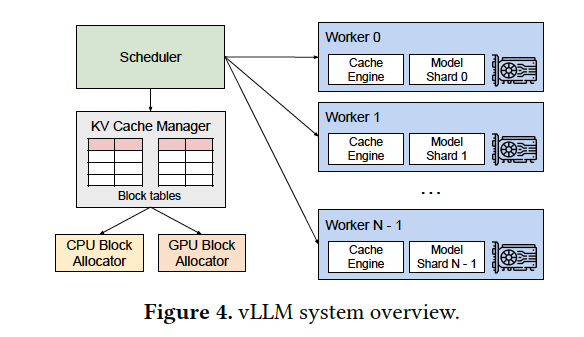 Scheduler
KV Cache Manager
Block tables
CPU Block
Allocator
GPU Block
Allocator
Worker 0
Cache
Engine
Model
Shard 0
Worker 1
Cache
Engine
Model
Shard 1
...
Worker N - 1
Cache
Engine
Model
Shard N - 1
Figure 4. vLLM system overview.